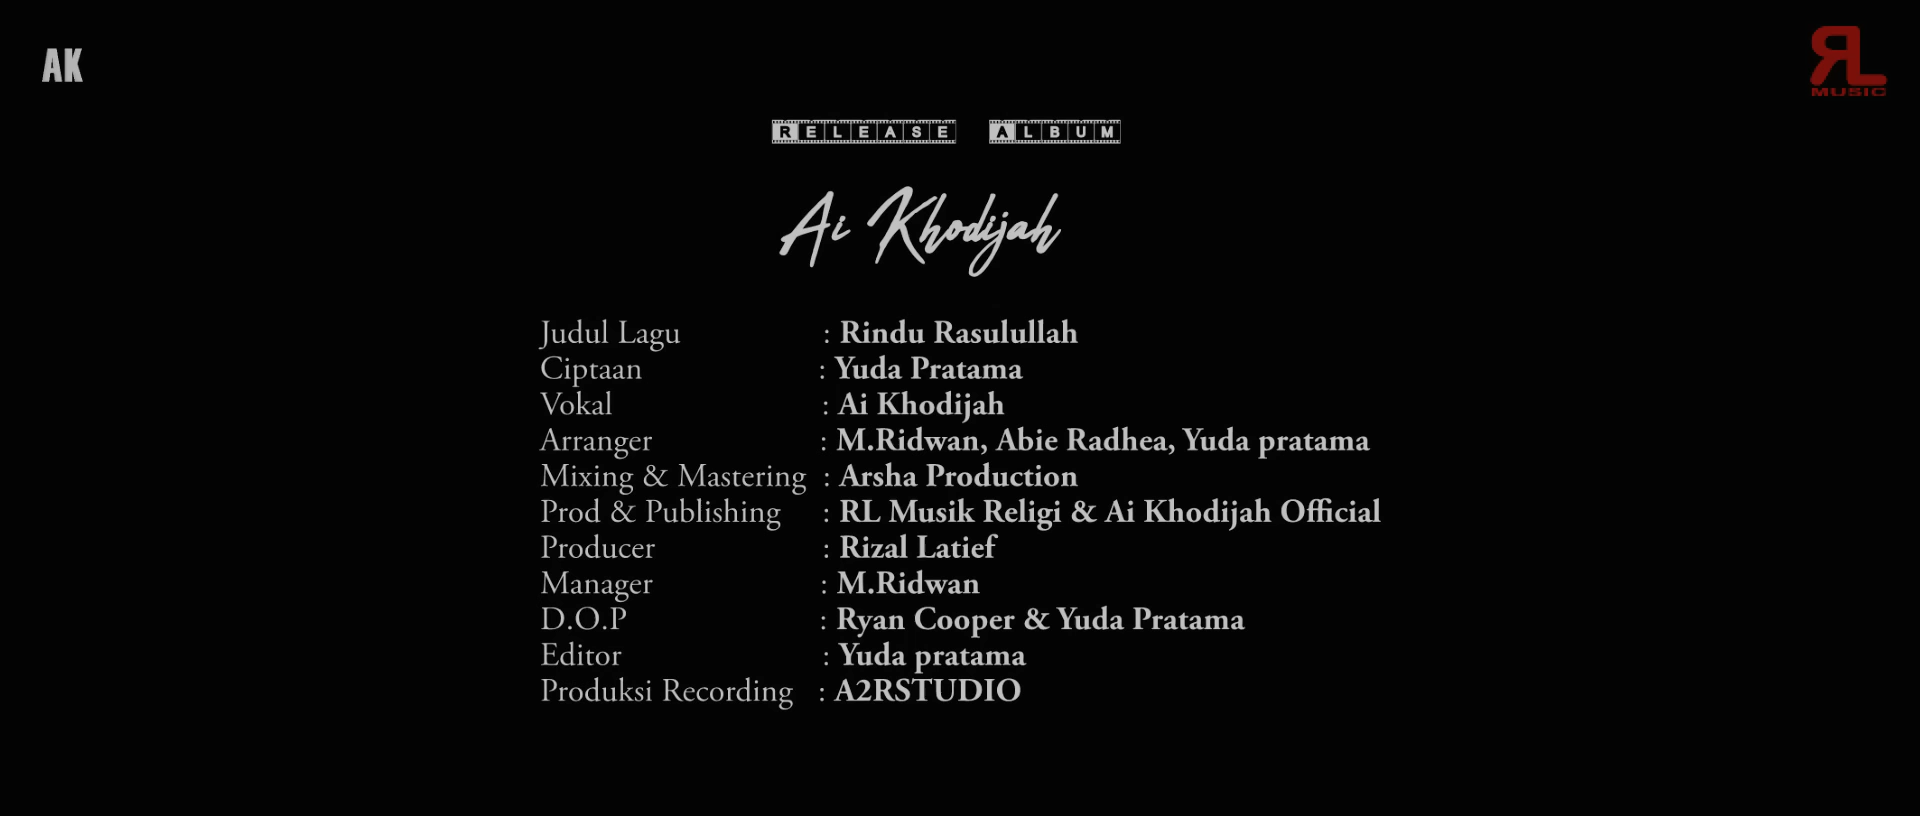 AK
RL
MUSIC
RELEASE ALBUM
Ai Khodijah
Judul Lagu : Rindu Rasulullah
Ciptaan : Yuda Pratama
Vokal : Ai Khodijah
Arranger : M.Ridwan, Abie Radhea, Yuda pratama
Mixing & Mastering : Arsha Production
Prod & Publishing : RL Musik Religi & Ai Khodijah Official
Producer : Rizal Latief
Manager : M.Ridwan
D.O.P : Ryan Cooper & Yuda Pratama
Editor : Yuda pratama
Produksi Recording : A2RSTUDIO